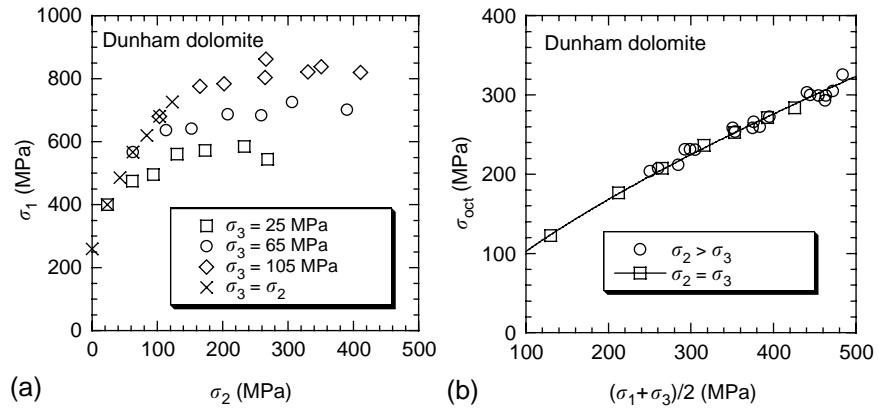 1000
800
600
400
200
0
σ1 (MPa)
Dunham dolomite
σ3 = 25 MPa
σ3 = 65 MPa
σ3 = 105 MPa
σ3 = σ2
0 100 200 300 400 500
σ2 (MPa)
(a)
400
300
200
100
0
σoct (MPa)
Dunham dolomite
σ2 > σ3
σ2 = σ3
100 200 300 400 500
(σ1+σ3)/2 (MPa)
(b)